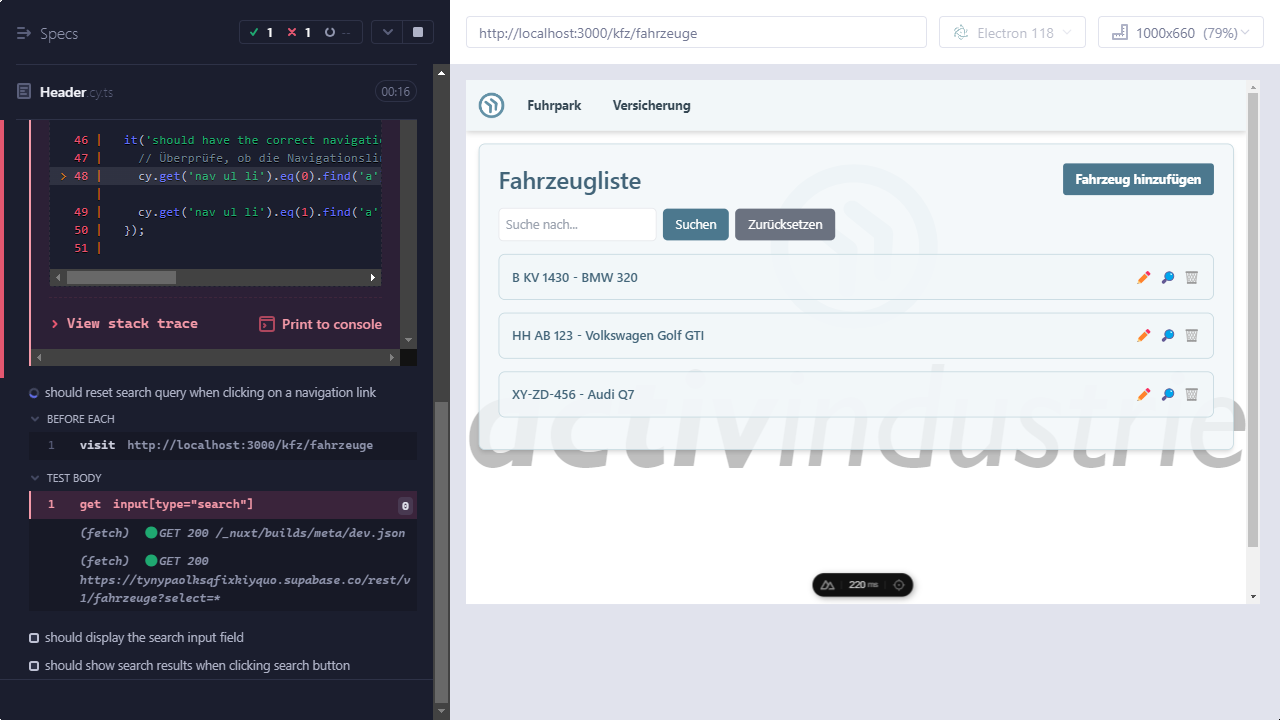 Specs
1
1
--
Header.cy.ts
00:16
46 | it('should have the correct navigatio
47 | // Überprüfe, ob die Navigationslin
> 48 | cy.get('nav ul li').eq(0).find('a'
|
49 | cy.get('nav ul li').eq(1).find('a'
50 | });
51 |
> View stack trace
Print to console
should reset search query when clicking on a navigation link
BEFORE EACH
1 visit http://localhost:3000/kfz/fahrzeuge
TEST BODY
1 get input[type="search"] 0
(fetch) GET 200 /_nuxt/builds/meta/dev.json
(fetch) GET 200
https://tynypaolksqfixkiyquo.supabase.co/rest/v
1/fahrzeuge?select=*
should display the search input field
should show search results when clicking search button
http://localhost:3000/kfz/fahrzeuge
Electron 118
1000x660 (79%)
Fuhrpark
Versicherung
Fahrzeugliste
Fahrzeug hinzufügen
Suche nach...
Suchen
Zurücksetzen
B KV 1430 - BMW 320
HH AB 123 - Volkswagen Golf GTI
XY-ZD-456 - Audi Q7
activindustrie
220 ms